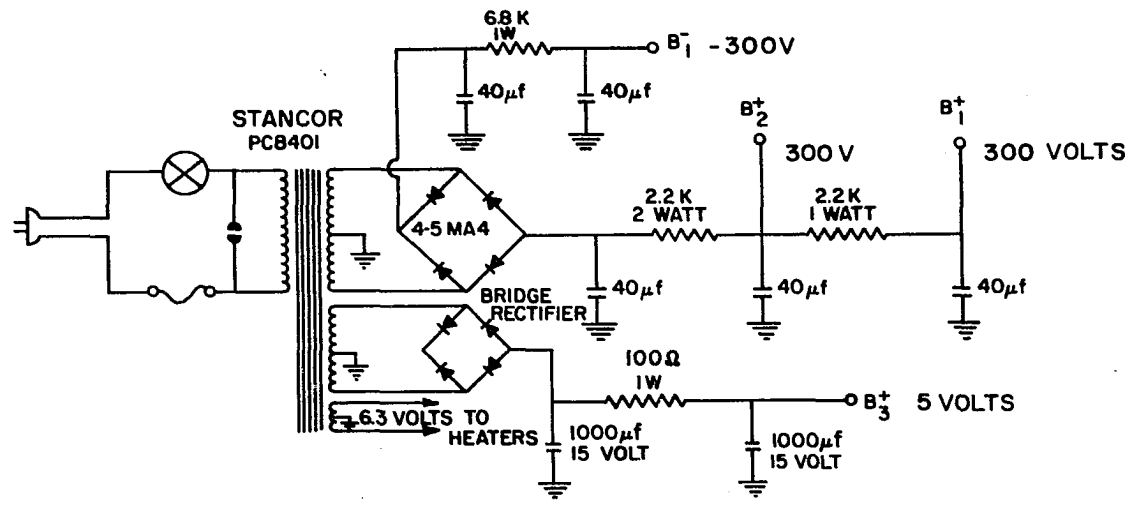 6.8 K
1W
B₁⁻ -300V
40µf
40µf
STANCOR
PC8401
B₂⁺
B₁⁺
300 V
300 VOLTS
2.2 K
2 WATT
2.2 K
1 WATT
4-5 MA4
40µf
40µf
40µf
BRIDGE
RECTIFIER
100Ω
1W
6.3 VOLTS TO
HEATERS
B₃⁺ 5 VOLTS
1000µf
15 VOLT
1000µf
15 VOLT